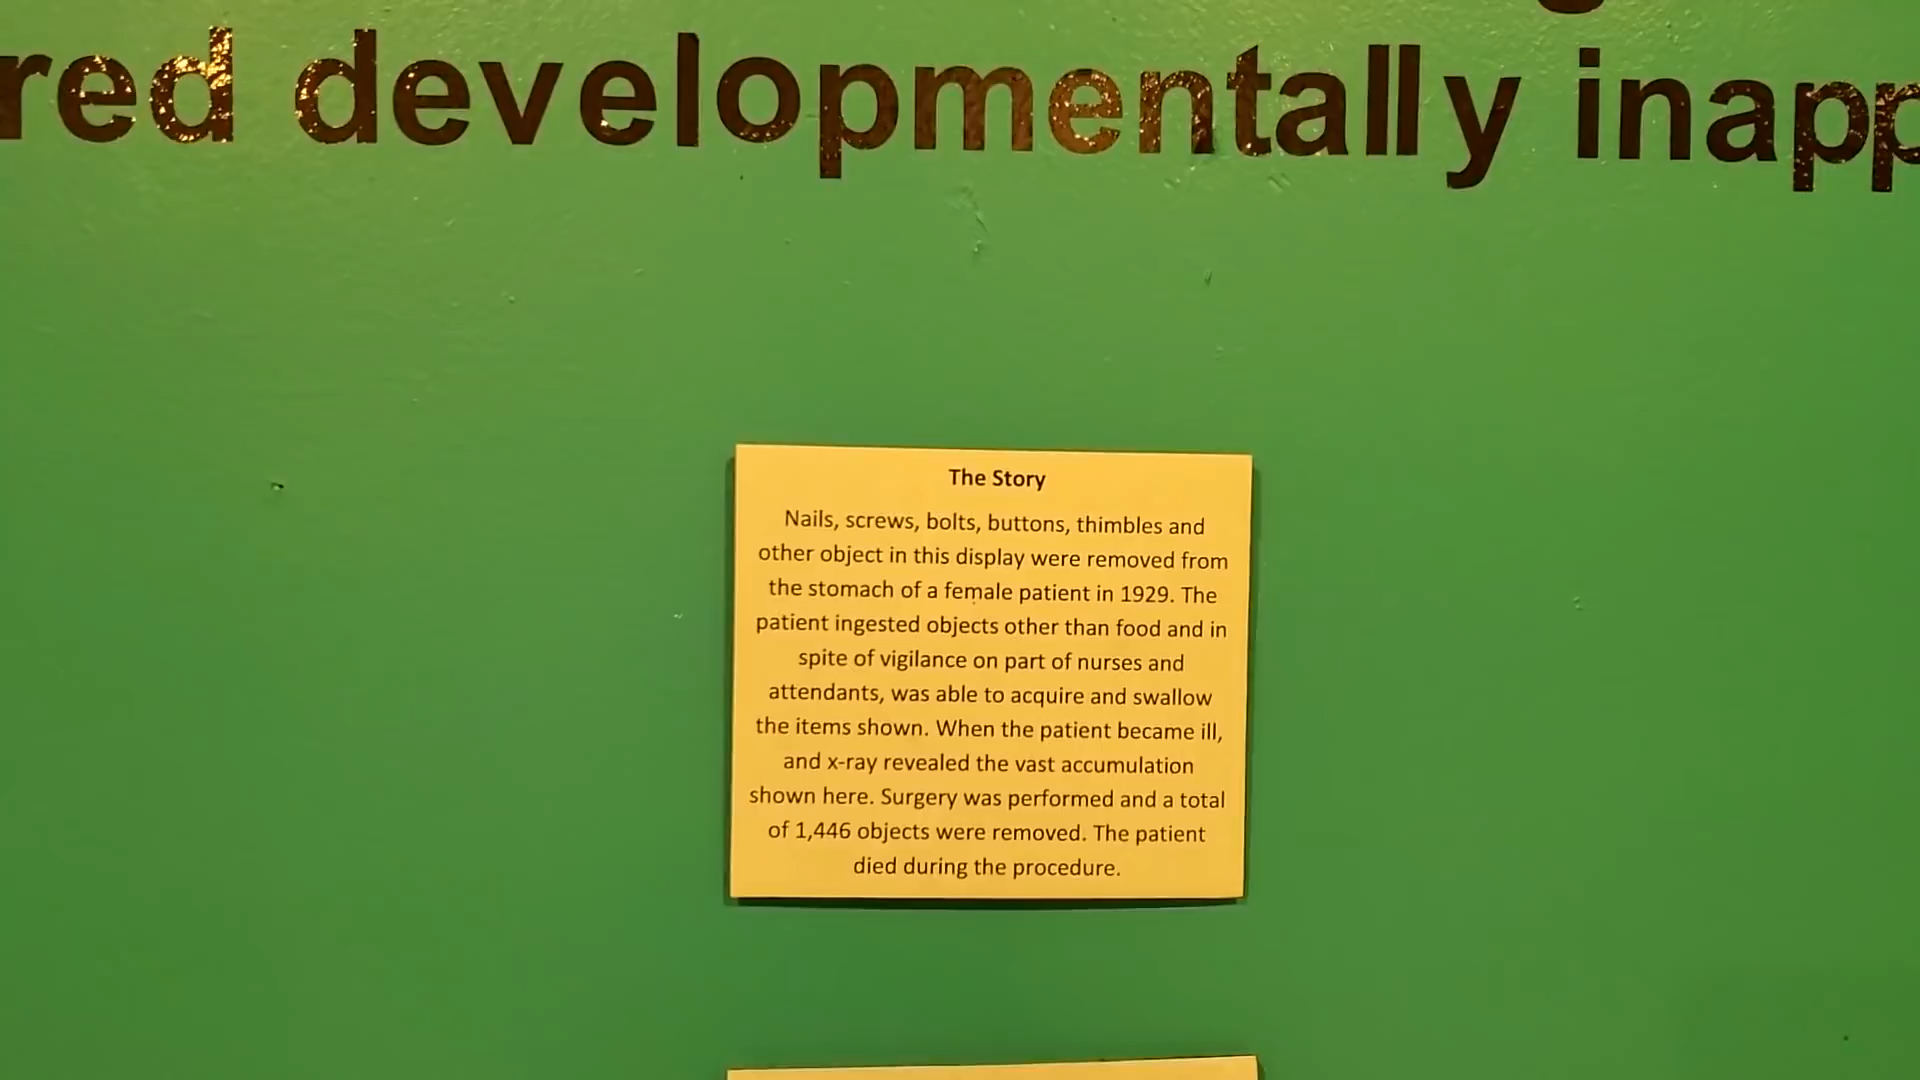 developmentally
The Story
Nails, screws, bolts, buttons, thimbles and
other object in this display were removed from
the stomach of a female patient in 1929. The
patient ingested objects other than food and in
spite of vigilance on part of nurses and
attendants, was able to acquire and swallow
the items shown. When the patient became ill,
and x-ray revealed the vast accumulation
shown here. Surgery was performed and a total
of 1,446 objects were removed. The patient
died during the procedure.